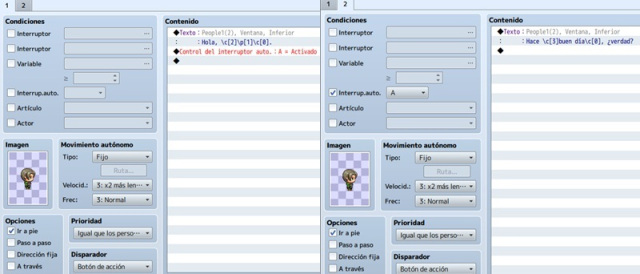 1 2
Condiciones
Interruptor
Interruptor
Variable
≥
Interrup.auto.
Artículo
Actor
Imagen
Movimiento autónomo
Tipo: Fijo
Ruta...
Velocid.: 3: x2 más len···
Frec: 3: Normal
Opciones
Ir a pie
Paso a paso
Dirección fija
A través
Prioridad
Igual que los perso···
Disparador
Botón de acción
Contenido
◆Texto : People1(2), Ventana, Inferior
: : Hola, \c[2]\p[1]\c[0].
◆Control del interruptor auto. : A = Activado
◆
1 2
Condiciones
Interruptor
Interruptor
Variable
≥
Interrup.auto. A
Artículo
Actor
Imagen
Movimiento autónomo
Tipo: Fijo
Ruta...
Velocid.: 3: x2 más len···
Frec: 3: Normal
Opciones
Ir a pie
Paso a paso
Dirección fija
A través
Prioridad
Igual que los perso···
Disparador
Botón de acción
Contenido
◆Texto : People1(2), Ventana, Inferior
: : Hace \c[3]buen día\c[0], ¿verdad?
◆